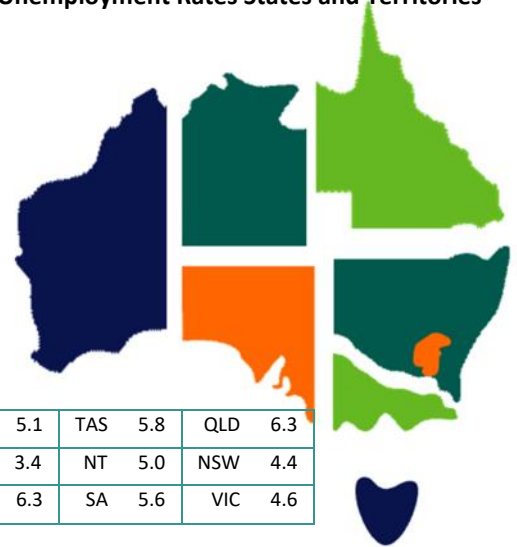 Unemployment Rates States and Territories
5.1 TAS 5.8 QLD 6.3
3.4 NT 5.0 NSW 4.4
6.3 SA 5.6 VIC 4.6